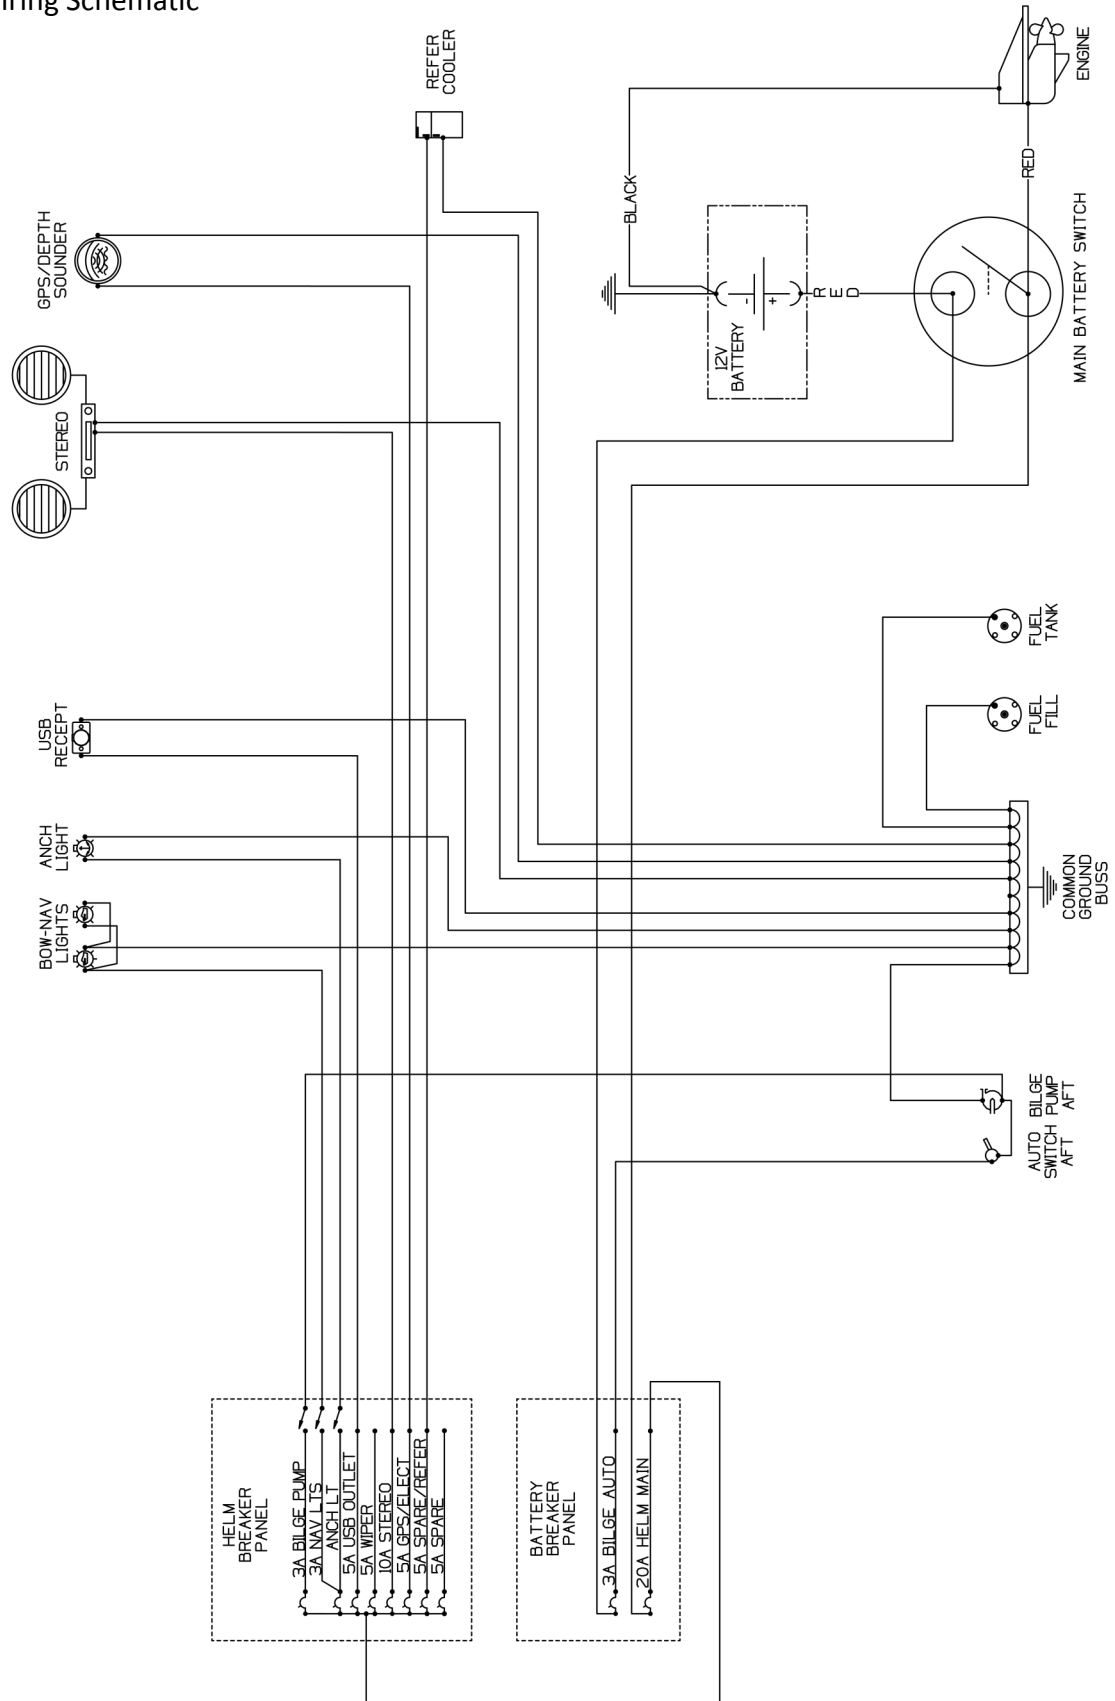 iring Schematic
REFER
COOLER
ENGINE
RED
BLACK
GPS/DEPTH
SOUNDER
MAIN BATTERY SWITCH
RED
-
+
12V
BATTERY
STEREO
FUEL
TANK
FUEL
FILL
USB
RECEPT
ANCH
LIGHT
BOW-NAV
LIGHTS
COMMON
GROUND
BUSS
BILGE
PUMP
AFT
AUTO
SWITCH
AFT
HELM
BREAKER
PANEL
3A BILGE PUMP
3A NAV LTS
ANCH LT
5A USB OUTLET
5A WIPER
10A STEREO
5A GPS/ELECT
5A SPARE/REFER
5A SPARE
BATTERY
BREAKER
PANEL
3A BILGE AUTO
20A HELM MAIN